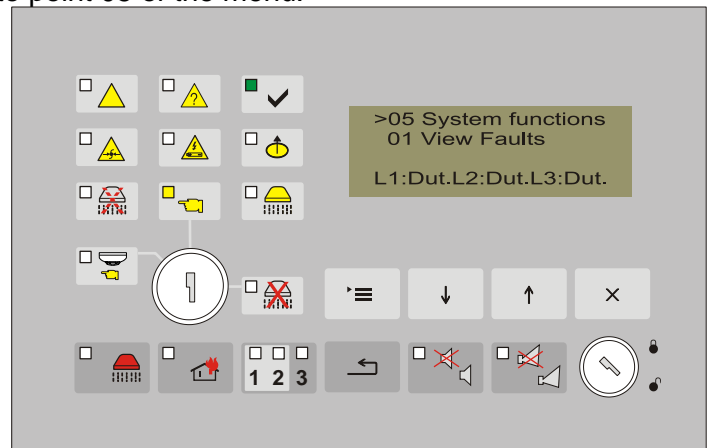 to point 05 of the menu.
?
>05 System functions
01 View Faults
L1:Dut.L2:Dut.L3:Dut.
1 2 3